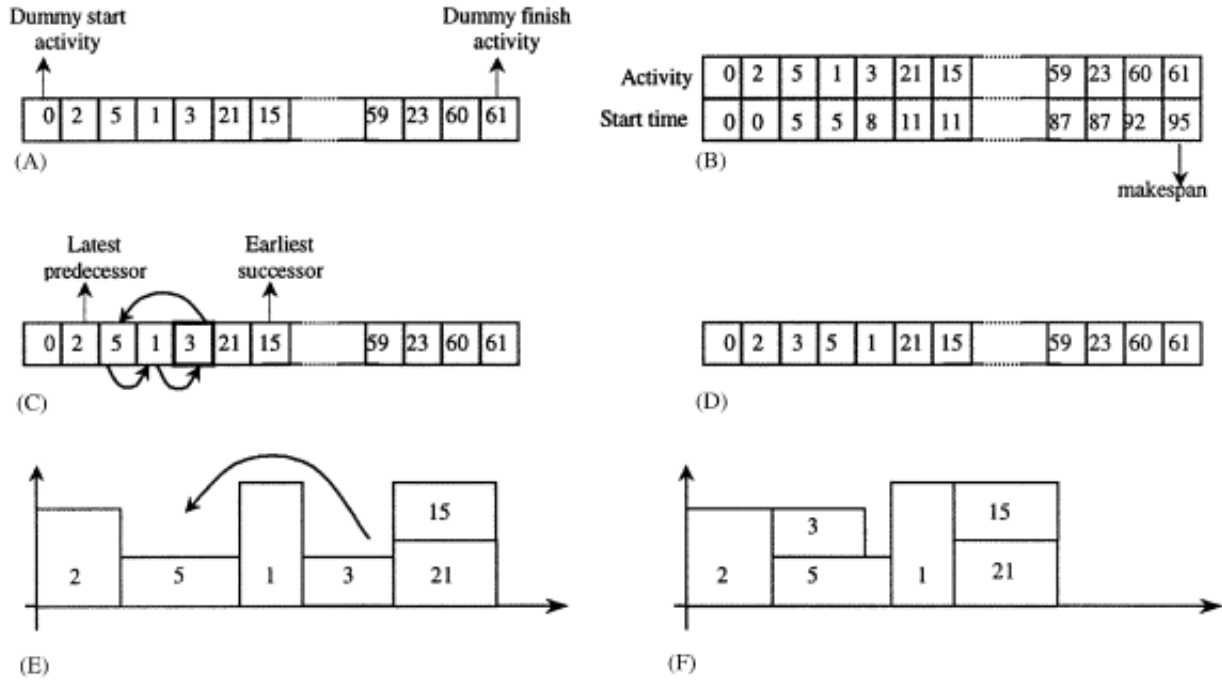 Dummy start
activity
Dummy finish
activity
0 2 5 1 3 21 15 59 23 60 61
(A)
Activity 0 2 5 1 3 21 15 59 23 60 61
Start time 0 0 5 5 8 11 11 87 87 92 95
(B)
makespan
Latest
predecessor
Earliest
successor
0 2 5 1 3 21 15 59 23 60 61
(C)
0 2 3 5 1 21 15 59 23 60 61
(D)
15
2 5 1 3 21
(E)
3 15
2 5 1 21
(F)